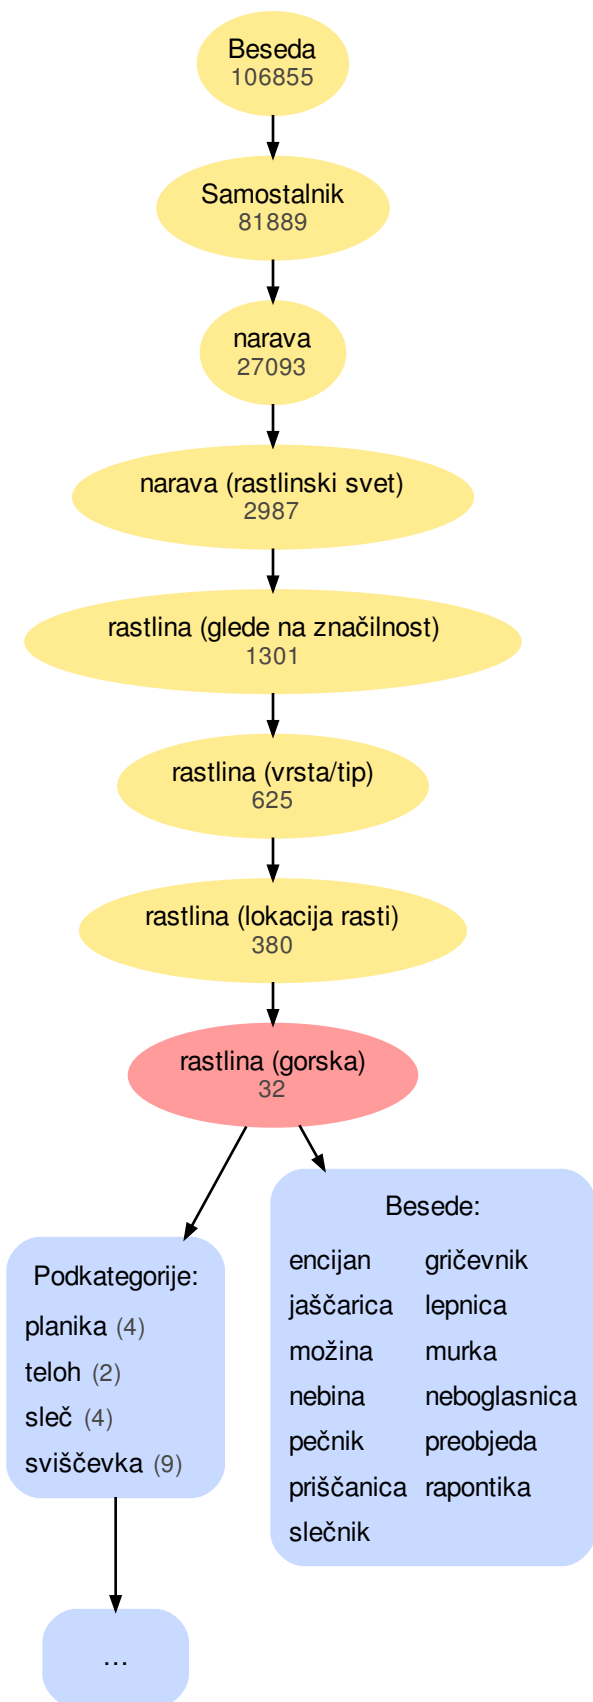 Beseda
106855
Samostalnik
81889
narava
27093
narava (rastlinski svet)
2987
rastlina (glede na značilnost)
1301
rastlina (vrsta/tip)
625
rastlina (lokacija rasti)
380
rastlina (gorska)
32
Podkategorije:
planika (4)
teloh (2)
sleč (4)
sviščevka (9)
...
Besede:
encijan gričevnik
jaščarica lepnica
možina murka
nebina neboglasnica
pečnik preobjeda
priščanica rapontika
slečnik